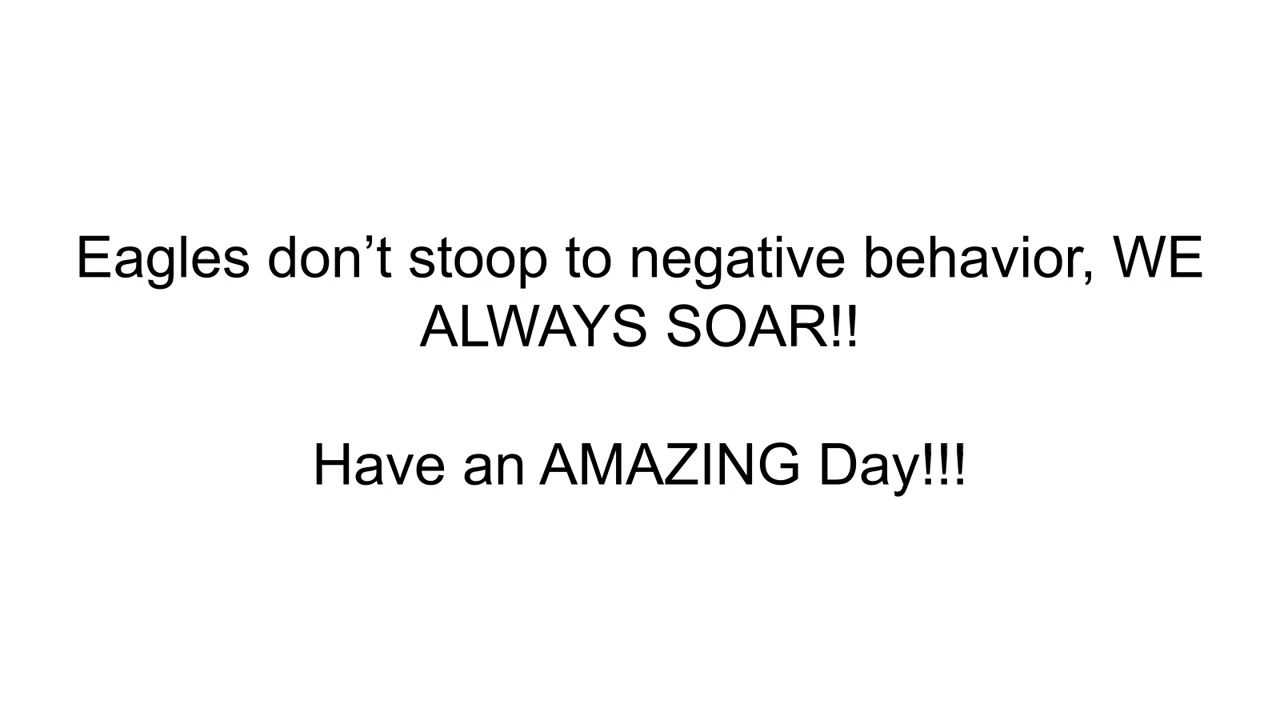 Eagles don’t stoop to negative behavior, WE
ALWAYS SOAR!!
Have an AMAZING Day!!!